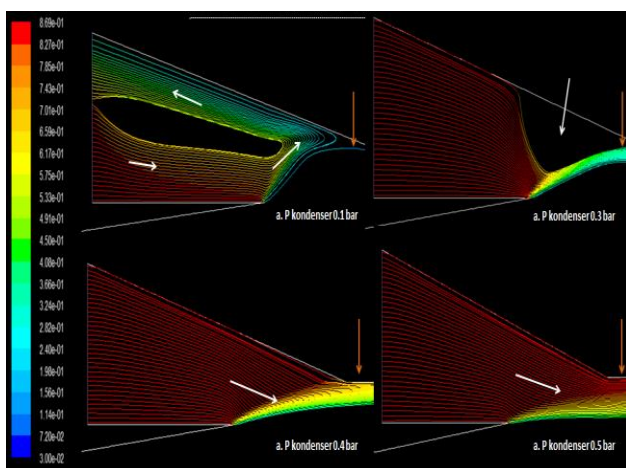 8.69e-01
8.27e-01
7.85e-01
7.43e-01
7.01e-01
6.59e-01
6.17e-01
5.75e-01
5.33e-01
4.91e-01
4.50e-01
4.08e-01
3.66e-01
3.24e-01
2.82e-01
2.40e-01
1.98e-01
1.56e-01
1.14e-01
7.20e-02
3.00e-02
a. P kondenser 0.1 bar
a. P kondenser 0.3 bar
a. P kondenser 0.4 bar
a. P kondenser 0.5 bar